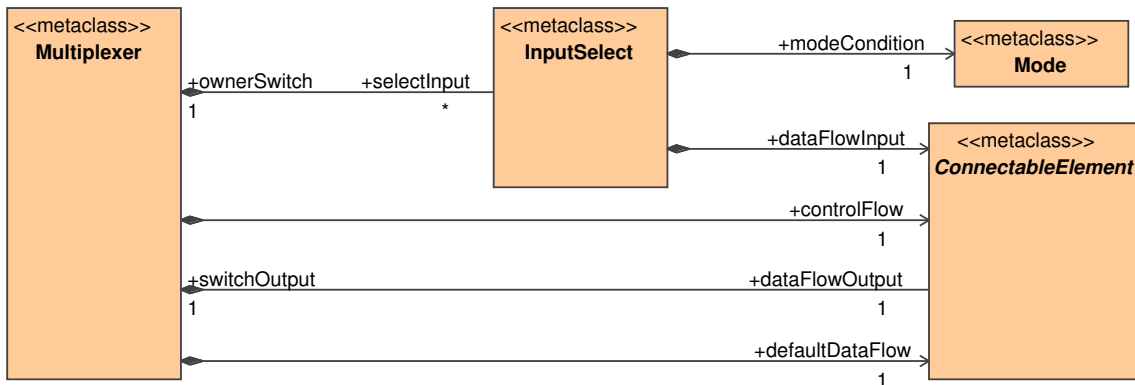 <<metaclass>>
Multiplexer
<<metaclass>>
InputSelect
<<metaclass>>
Mode
+modeCondition
1
+ownerSwitch
1
+selectInput
*
<<metaclass>>
ConnectableElement
+dataFlowInput
1
+controlFlow
1
+switchOutput
1
+dataFlowOutput
1
+defaultDataFlow
1